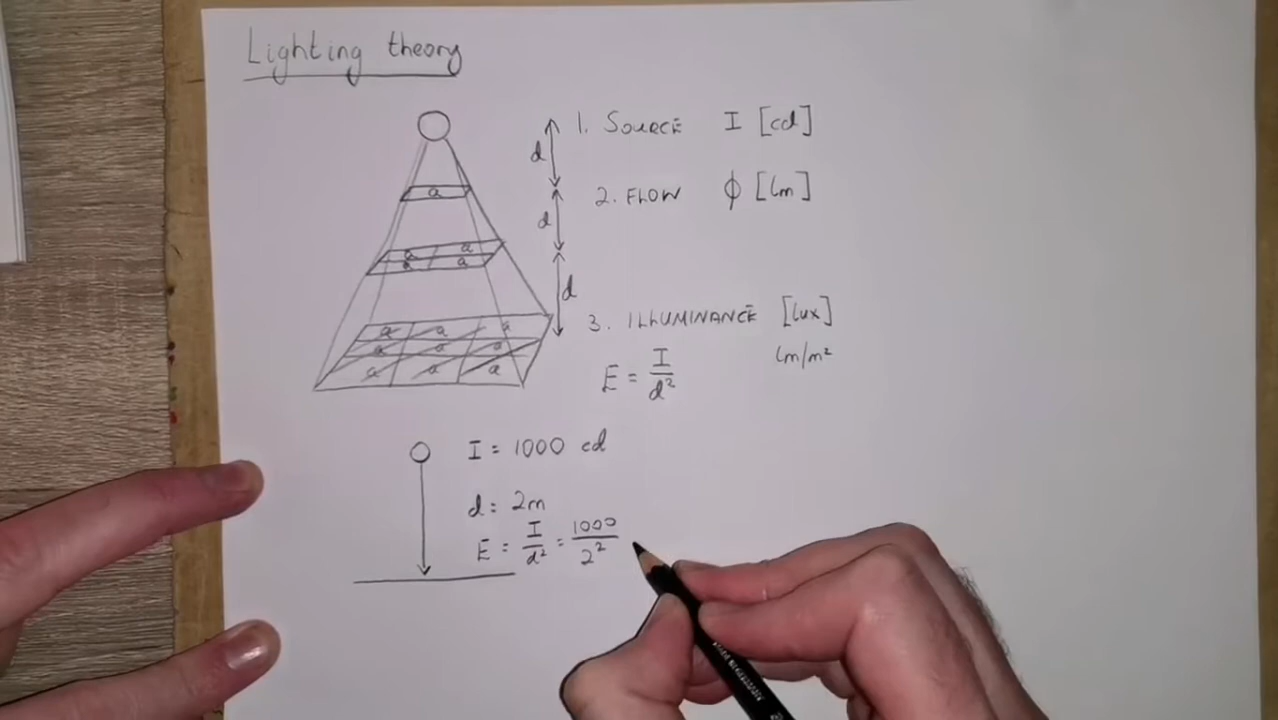 Lighting theory
d 1. SOURCE I [cd]
a
d 2. FLOW ϕ [lm]
a a
a a
d
3. ILLUMINANCE [lux]
a a a
a a a
a a a
lm/m²
E = I/d²
I = 1000 cd
d: 2m
E = I/d² = 1000/2²